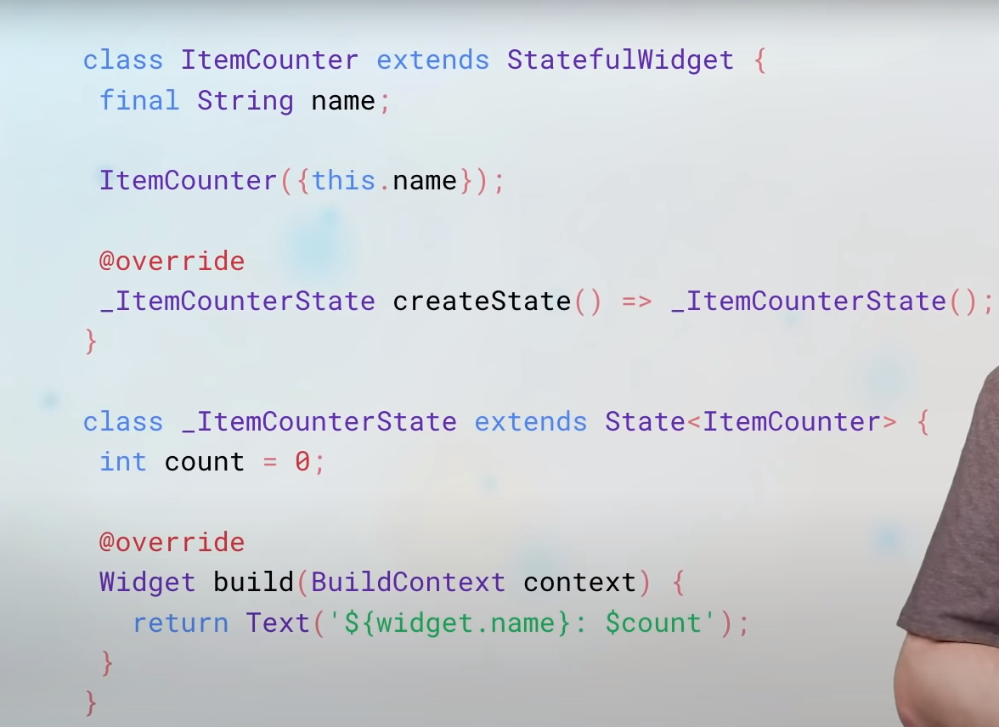 class ItemCounter extends StatefulWidget {
final String name;
ItemCounter({this.name});
@override
_ItemCounterState createState() => _ItemCounterState();
}
class _ItemCounterState extends State<ItemCounter> {
int count = 0;
@override
Widget build(BuildContext context) {
return Text('${widget.name}: $count');
}
}